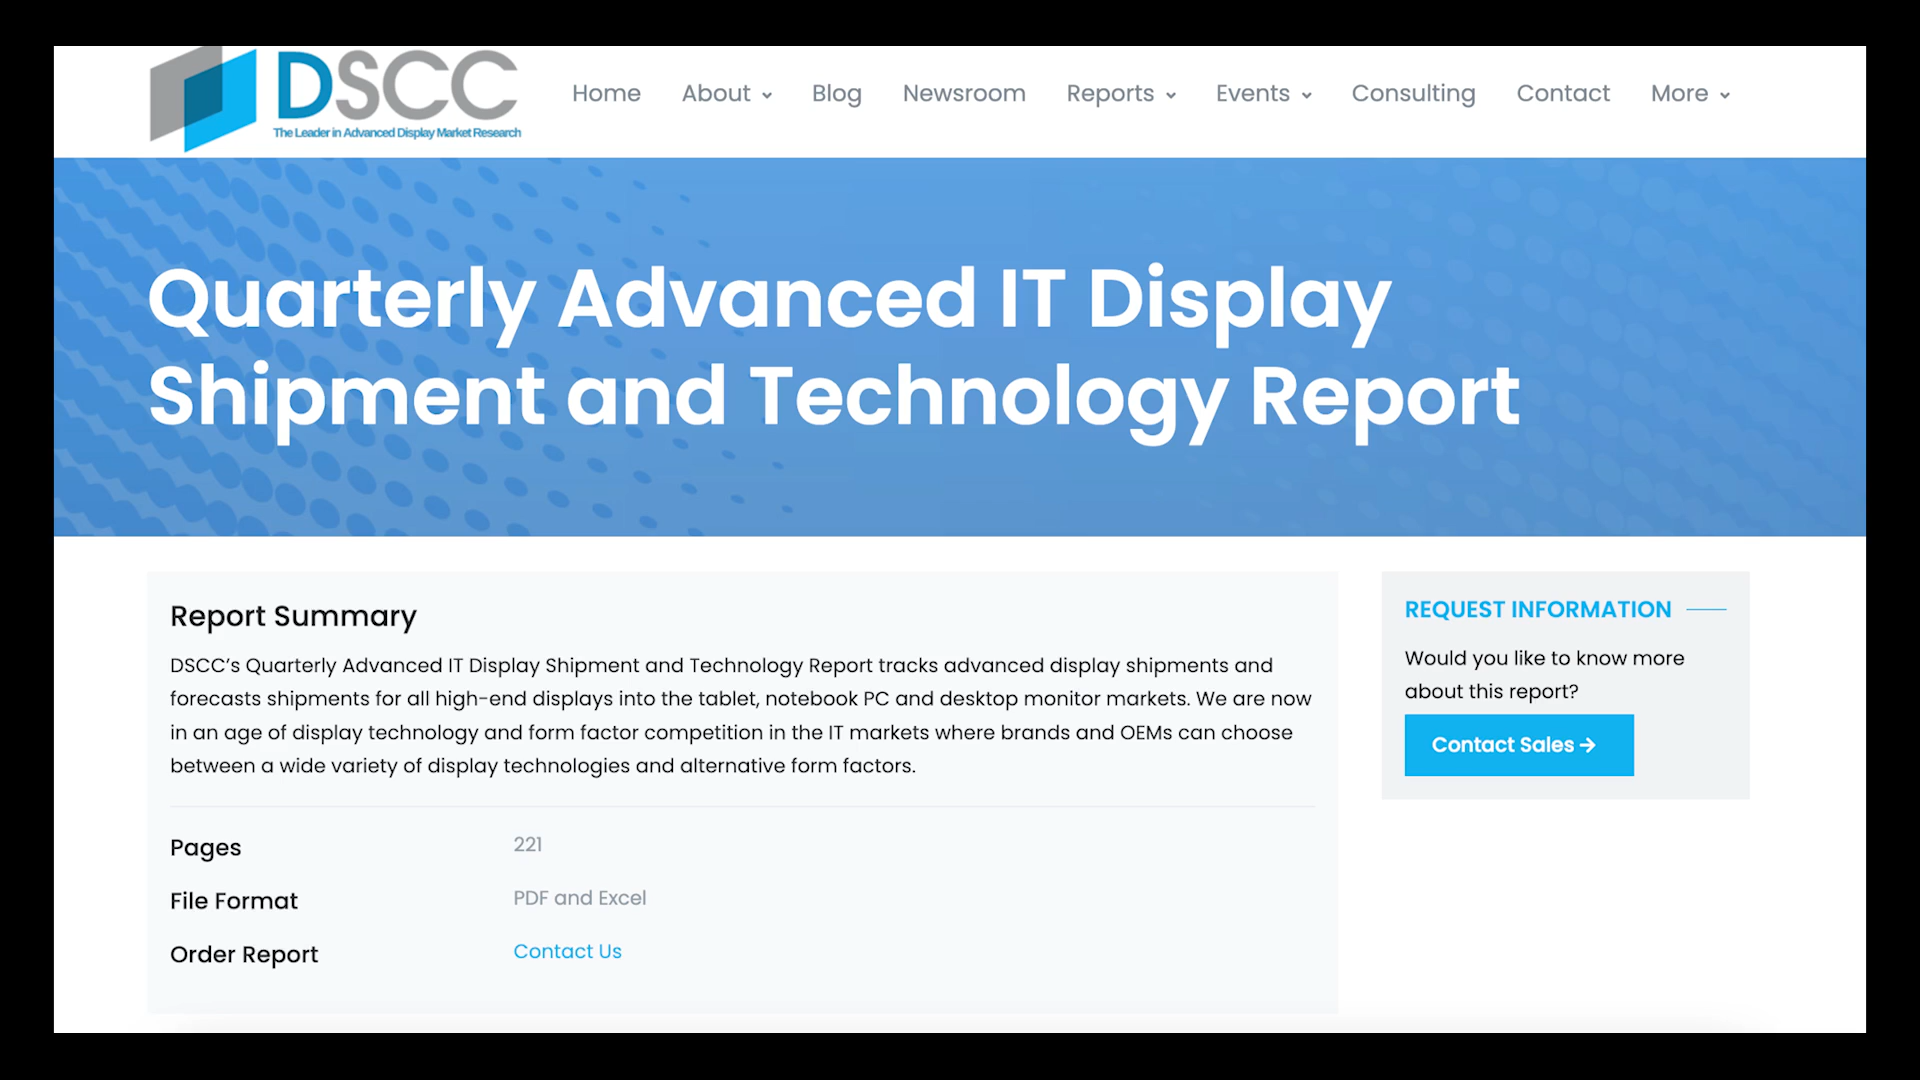 DSCC
The Leader in Advanced Display Market Research
Home About Blog Newsroom Reports Events Consulting Contact More
Quarterly Advanced IT Display
Shipment and Technology Report
Report Summary
DSCC’s Quarterly Advanced IT Display Shipment and Technology Report tracks advanced display shipments and
forecasts shipments for all high-end displays into the tablet, notebook PC and desktop monitor markets. We are now
in an age of display technology and form factor competition in the IT markets where brands and OEMs can choose
between a wide variety of display technologies and alternative form factors.
Pages 221
File Format PDF and Excel
Order Report Contact Us
REQUEST INFORMATION
Would you like to know more
about this report?
Contact Sales →